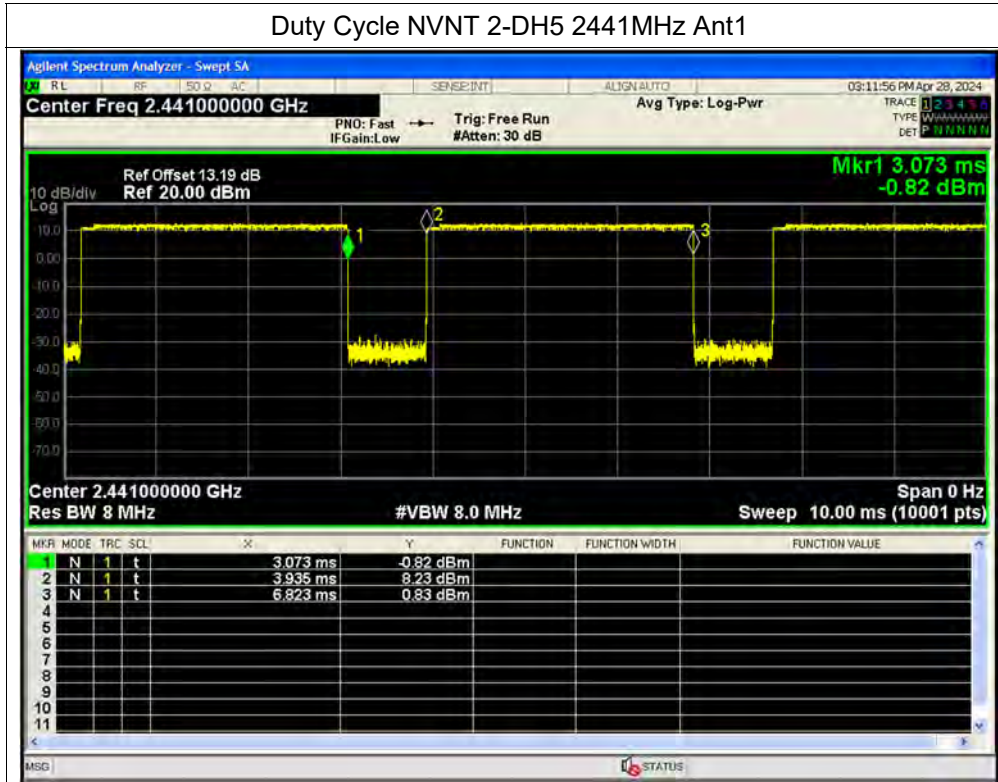 Duty Cycle NVNT 2-DH5 2441MHz Ant1
Agilent Spectrum Analyzer - Swept SA
RL RF 50 Ω AC SENSE:INT ALIGN AUTO 03:11:56 PM Apr 28, 2024
Center Freq 2.441000000 GHz Avg Type: Log-Pwr TRACE 1 2 3 4 5 6
PNO: Fast Trig: Free Run TYPE
IFGain:Low #Atten: 30 dB DET P N N N N N
Mkr1 3.073 ms
-0.82 dBm
Ref Offset 13.19 dB
10 dB/div Ref 20.00 dBm
Log
10.0
0.00
-10.0
-20.0
-30.0
-40.0
-50.0
-60.0
-70.0
1
2
3
Center 2.441000000 GHz Span 0 Hz
Res BW 8 MHz #VBW 8.0 MHz Sweep 10.00 ms (10001 pts)
MKR MODE TRC SCL X Y FUNCTION FUNCTION WIDTH FUNCTION VALUE
1 N 1 t 3.073 ms -0.82 dBm
2 N 1 t 3.935 ms 8.23 dBm
3 N 1 t 6.823 ms 0.83 dBm
4
5
6
7
8
9
10
11
MSG STATUS